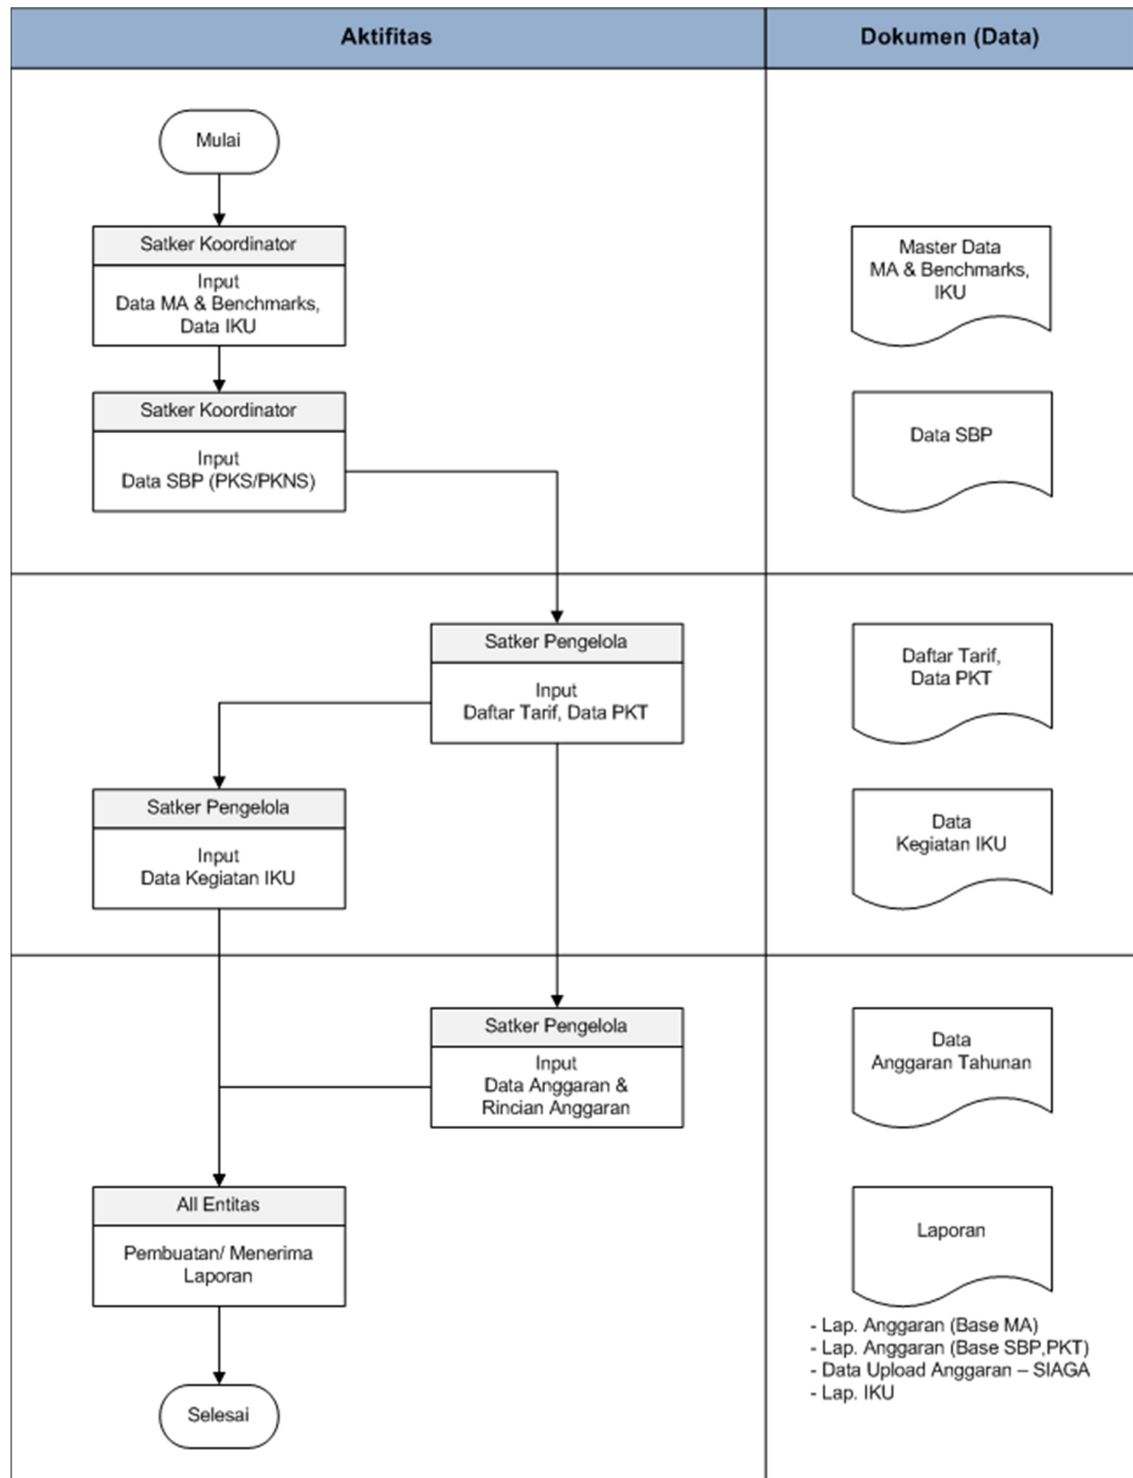 Aktifitas
Dokumen (Data)
Mulai
Satker Koordinator
Input
Data MA & Benchmarks,
Data IKU
Master Data
MA & Benchmarks,
IKU
Satker Koordinator
Input
Data SBP (PKS/PKNS)
Data SBP
Satker Pengelola
Input
Daftar Tarif, Data PKT
Daftar Tarif,
Data PKT
Satker Pengelola
Input
Data Kegiatan IKU
Data
Kegiatan IKU
Satker Pengelola
Input
Data Anggaran &
Rincian Anggaran
Data
Anggaran Tahunan
All Entitas
Pembuatan/ Menerima
Laporan
Laporan
- Lap. Anggaran (Base MA)
- Lap. Anggaran (Base SBP,PKT)
- Data Upload Anggaran – SIAGA
- Lap. IKU
Selesai